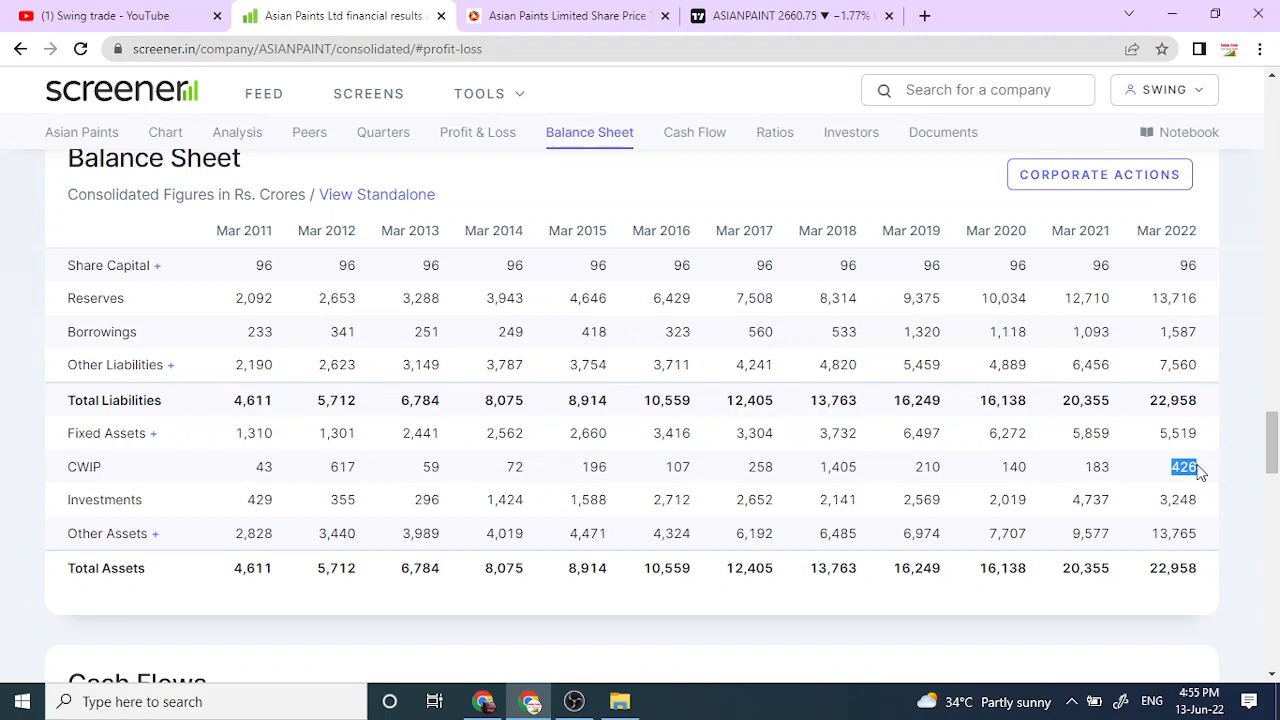 (1) Swing trade - YouTube
Asian Paints Ltd financial results
Asian Paints Limited Share Price T
ASIANPAINT 2660.75 ▼ −1.77% U
screener.in/company/ASIANPAINT/consolidated/#profit-loss
screener FEED SCREENS TOOLS Search for a company SWING
Asian Paints Chart Analysis Peers Quarters Profit & Loss Balance Sheet Cash Flow Ratios Investors Documents Notebook
Balance Sheet
CORPORATE ACTIONS
Consolidated Figures in Rs. Crores / View Standalone
Mar 2011 Mar 2012 Mar 2013 Mar 2014 Mar 2015 Mar 2016 Mar 2017 Mar 2018 Mar 2019 Mar 2020 Mar 2021 Mar 2022
Share Capital + 96 96 96 96 96 96 96 96 96 96 96 96
Reserves 2,092 2,653 3,288 3,943 4,646 6,429 7,508 8,314 9,375 10,034 12,710 13,716
Borrowings 233 341 251 249 418 323 560 533 1,320 1,118 1,093 1,587
Other Liabilities + 2,190 2,623 3,149 3,787 3,754 3,711 4,241 4,820 5,459 4,889 6,456 7,560
Total Liabilities 4,611 5,712 6,784 8,075 8,914 10,559 12,405 13,763 16,249 16,138 20,355 22,958
Fixed Assets + 1,310 1,301 2,441 2,562 2,660 3,416 3,304 3,732 6,497 6,272 5,859 5,519
CWIP 43 617 59 72 196 107 258 1,405 210 140 183 426
Investments 429 355 296 1,424 1,588 2,712 2,652 2,141 2,569 2,019 4,737 3,248
Other Assets + 2,828 3,440 3,989 4,019 4,471 4,324 6,192 6,485 6,974 7,707 9,577 13,765
Total Assets 4,611 5,712 6,784 8,075 8,914 10,559 12,405 13,763 16,249 16,138 20,355 22,958
Cash Flows
Type here to search
34°C Partly sunny
ENG
4:55 PM
13-Jun-22